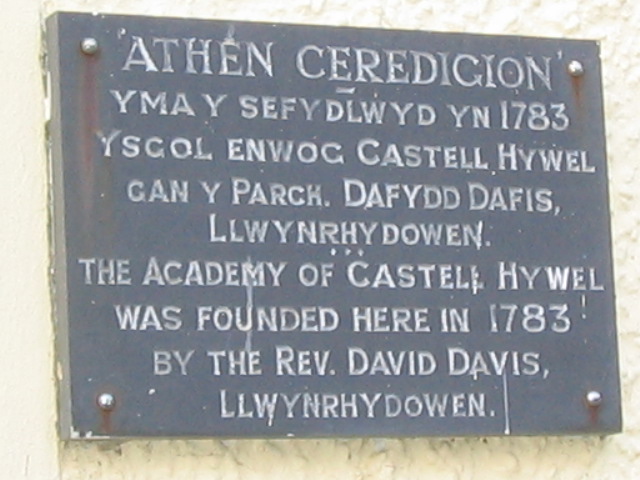 'ATHEN CEREDIGION'
YMA Y SEFYDLWYD YN 1783
YSGOL ENWOG CASTELL HYWEL
GAN Y PARCH. DAFYDD DAFIS,
LLWYNRHYDOWEN.
THE ACADEMY OF CASTELL HYWEL
WAS FOUNDED HERE IN 1783
BY THE REV. DAVID DAVIS,
LLWYNRHYDOWEN.